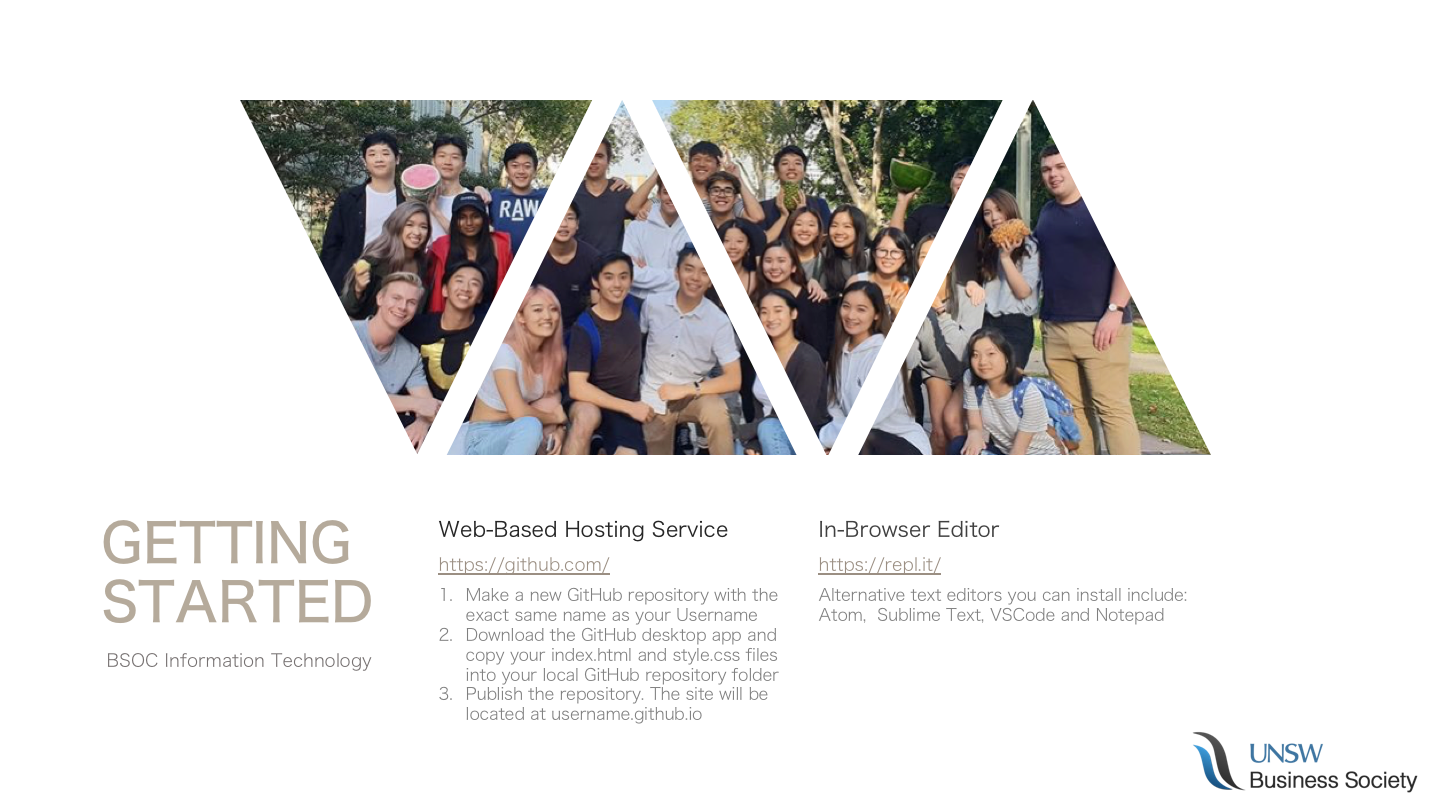 RAW
GETTING
STARTED
BSOC Information Technology
Web-Based Hosting Service
https://github.com/
1. Make a new GitHub repository with the
exact same name as your Username
2. Download the GitHub desktop app and
copy your index.html and style.css files
into your local GitHub repository folder
3. Publish the repository. The site will be
located at username.github.io
In-Browser Editor
https://repl.it/
Alternative text editors you can install include:
Atom,  Sublime Text, VSCode and Notepad
UNSW
Business Society